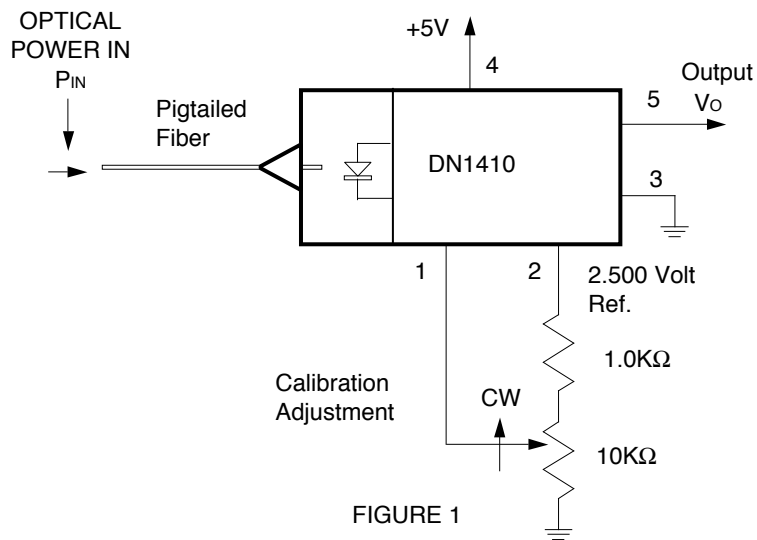 OPTICAL
POWER IN
PIN
Pigtailed
Fiber
+5V
4
Output
VO
5
DN1410
3
1
2
2.500 Volt
Ref.
1.0KΩ
Calibration
Adjustment
CW
10KΩ
FIGURE 1